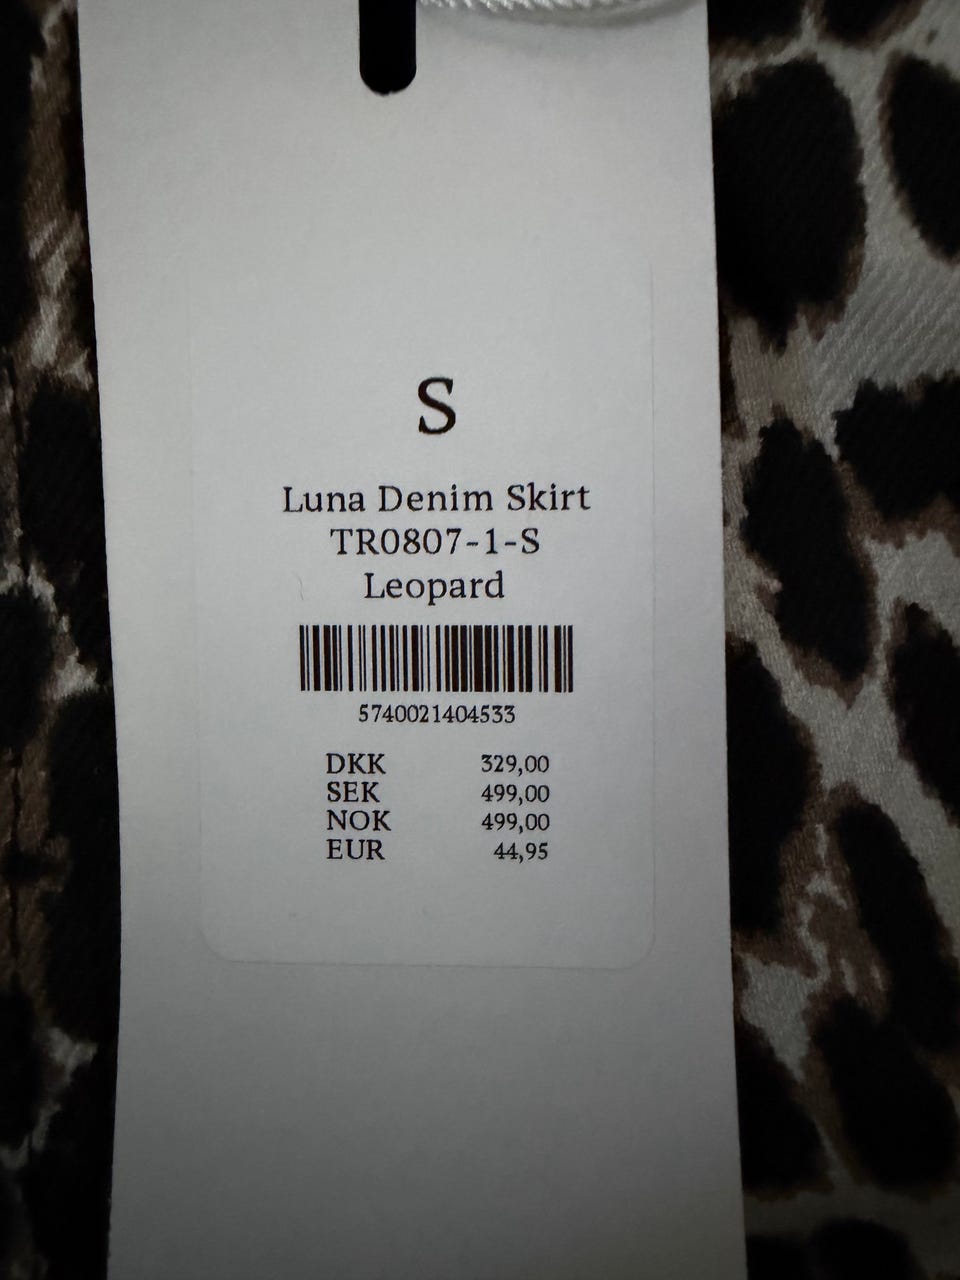 S
Luna Denim Skirt
TR0807-1-S
Leopard
5740021404533
DKK 329,00
SEK 499,00
NOK 499,00
EUR 44,95